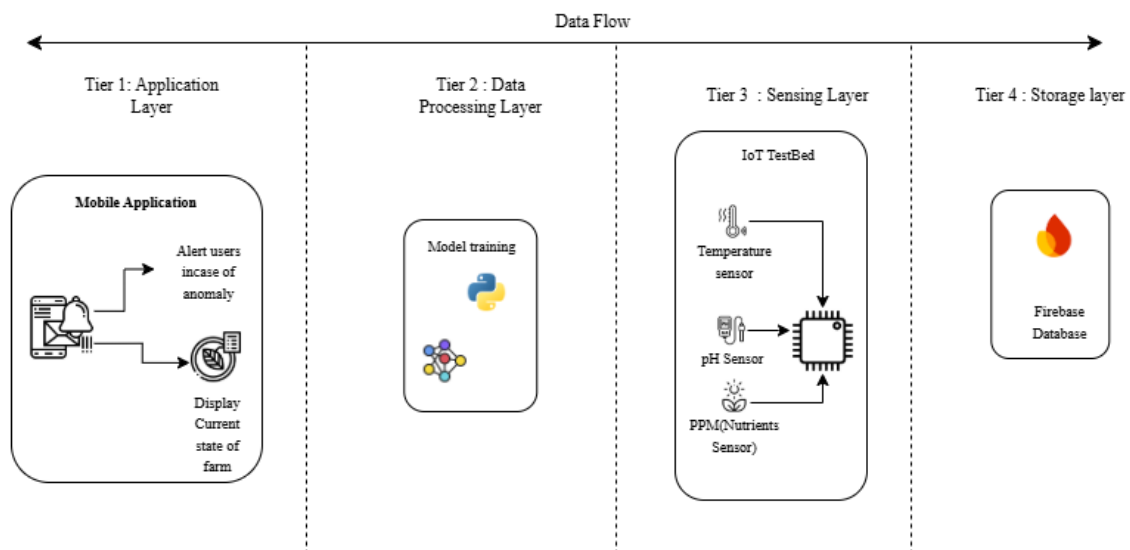 Data Flow
Tier 1: Application
Layer
Tier 2 : Data
Processing Layer
Tier 3 : Sensing Layer
Tier 4 : Storage layer
Mobile Application
Alert users
incase of
anomaly
Display
Current
state of
farm
Model training
IoT TestBed
Temperature
sensor
pH Sensor
PPM(Nutrients
Sensor)
Firebase
Database